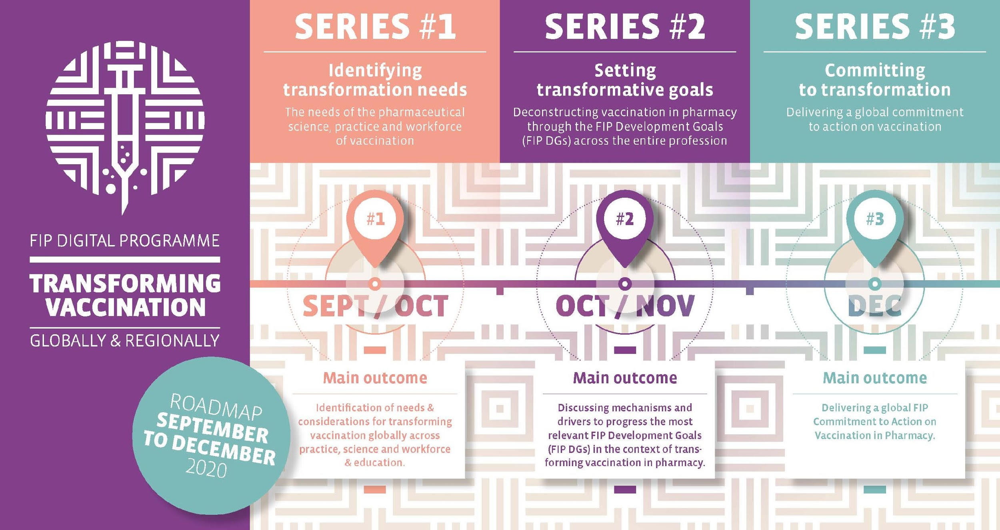 FIP DIGITAL PROGRAMME
TRANSFORMING
VACCINATION
GLOBALLY & REGIONALLY
ROADMAP
SEPTEMBER
TO DECEMBER
2020
SERIES #1
Identifying
transformation needs
The needs of the pharmaceutical
science, practice and workforce
of vaccination
#1
SEPT / OCT
Main outcome
Identification of needs &
considerations for transforming
vaccination globally across
practice, science and workforce
& education.
SERIES #2
Setting
transformative goals
Deconstructing vaccination in pharmacy
through the FIP Development Goals
(FIP DGs) across the entire profession
#2
OCT / NOV
Main outcome
Discussing mechanisms and
drivers to progress the most
relevant FIP Development Goals
(FIP DGs) in the context of trans-
forming vaccination in pharmacy.
SERIES #3
Committing
to transformation
Delivering a global commitment
to action on vaccination
#3
DEC
Main outcome
Delivering a global FIP
Commitment to Action on
Vaccination in Pharmacy.